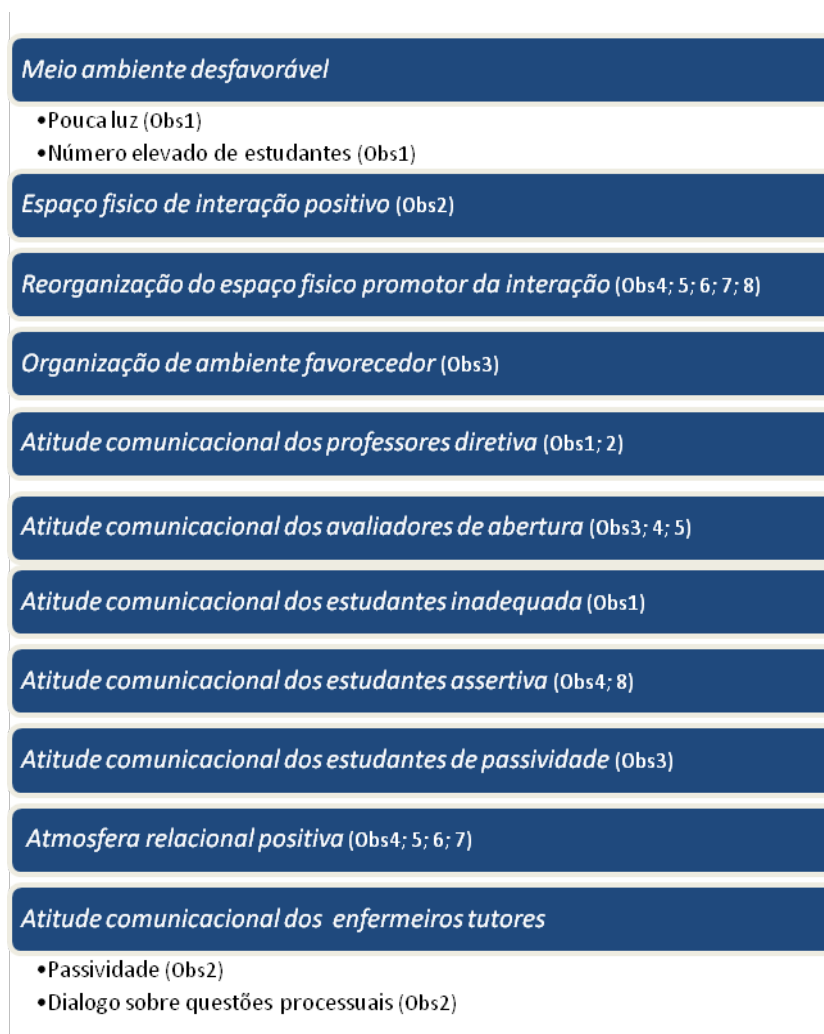 Meio ambiente desfavorável
•Pouca luz (Obs1)
•Número elevado de estudantes (Obs1)
Espaço fisico de interação positivo (Obs2)
Reorganização do espaço fisico promotor da interação (Obs4; 5; 6; 7; 8)
Organização de ambiente favorecedor (Obs3)
Atitude comunicacional dos professores diretiva (Obs1; 2)
Atitude comunicacional dos avaliadores de abertura (Obs3; 4; 5)
Atitude comunicacional dos estudantes inadequada (Obs1)
Atitude comunicacional dos estudantes assertiva (Obs4; 8)
Atitude comunicacional dos estudantes de passividade (Obs3)
Atmosfera relacional positiva (Obs4; 5; 6; 7)
Atitude comunicacional dos enfermeiros tutores
•Passividade (Obs2)
•Dialogo sobre questões processuais (Obs2)